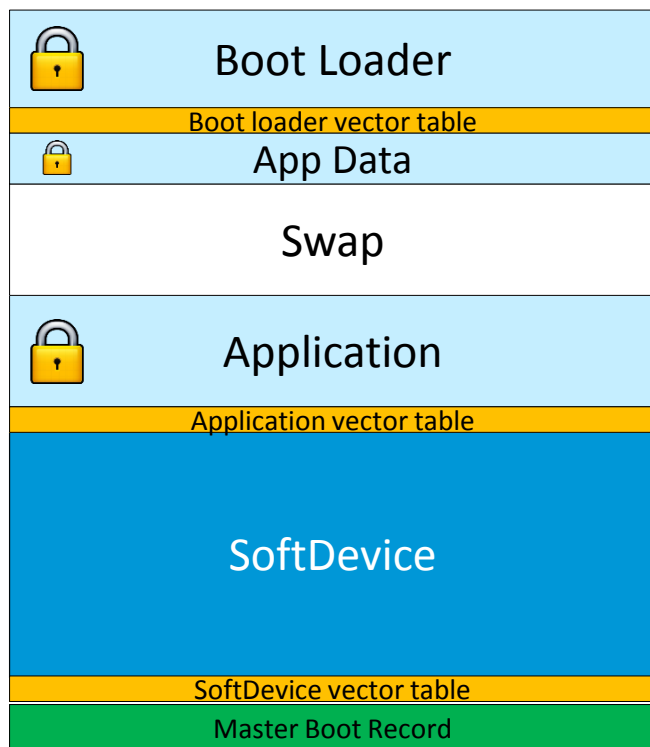 Boot Loader
Boot loader vector table
App Data
Swap
Application
Application vector table
SoftDevice
SoftDevice vector table
Master Boot Record